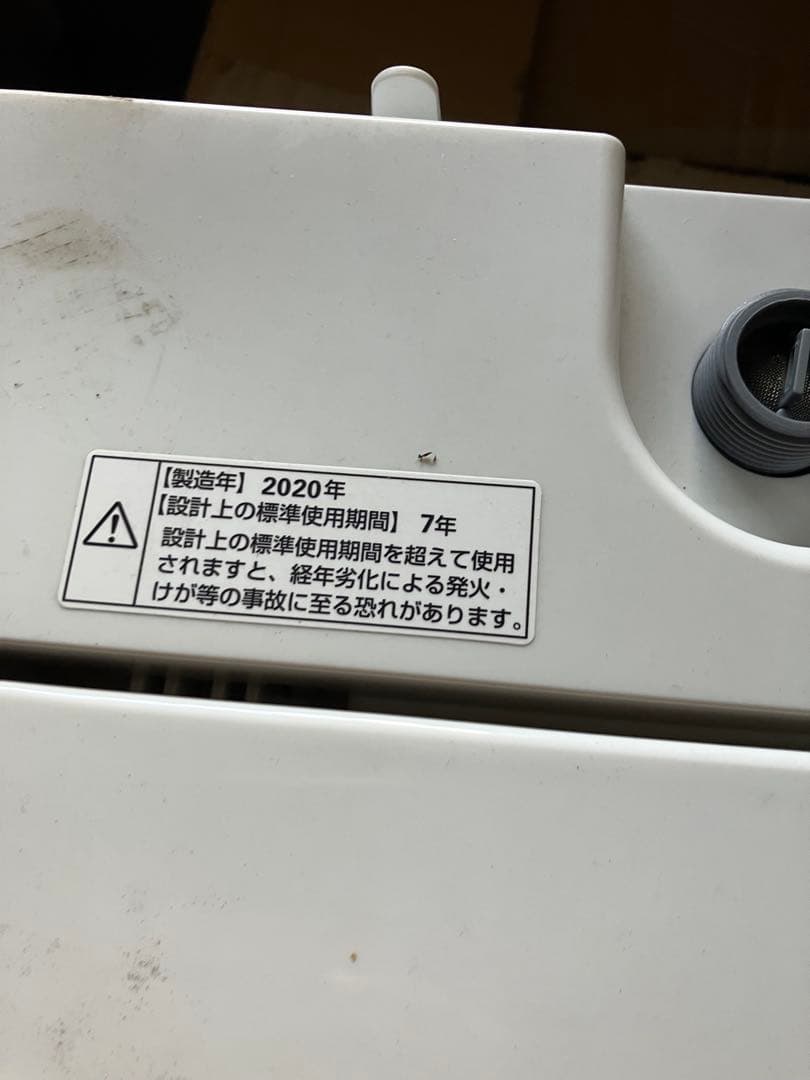 【製造年】 2020年
【設計上の標準使用期間】 7年
設計上の標準使用期間を超えて使用
されますと、経年劣化による発火・
けが等の事故に至る恐れがあります。